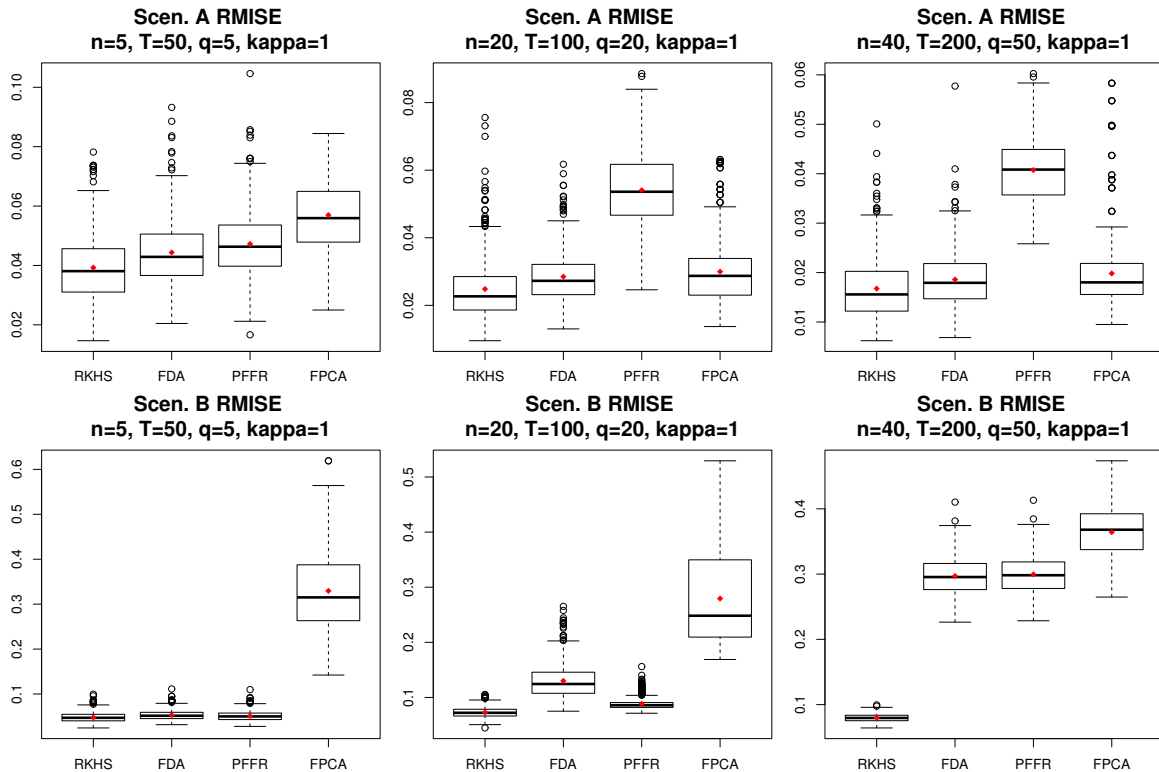 Scen. A RMISE
n=5, T=50, q=5, kappa=1
0.10
0.08
0.06
0.04
0.02
RKHS FDA PFFR FPCA
Scen. A RMISE
n=20, T=100, q=20, kappa=1
0.08
0.06
0.04
0.02
RKHS FDA PFFR FPCA
Scen. A RMISE
n=40, T=200, q=50, kappa=1
0.06
0.05
0.04
0.03
0.02
0.01
RKHS FDA PFFR FPCA
Scen. B RMISE
n=5, T=50, q=5, kappa=1
0.6
0.5
0.4
0.3
0.2
0.1
RKHS FDA PFFR FPCA
Scen. B RMISE
n=20, T=100, q=20, kappa=1
0.5
0.4
0.3
0.2
0.1
RKHS FDA PFFR FPCA
Scen. B RMISE
n=40, T=200, q=50, kappa=1
0.4
0.3
0.2
0.1
RKHS FDA PFFR FPCA